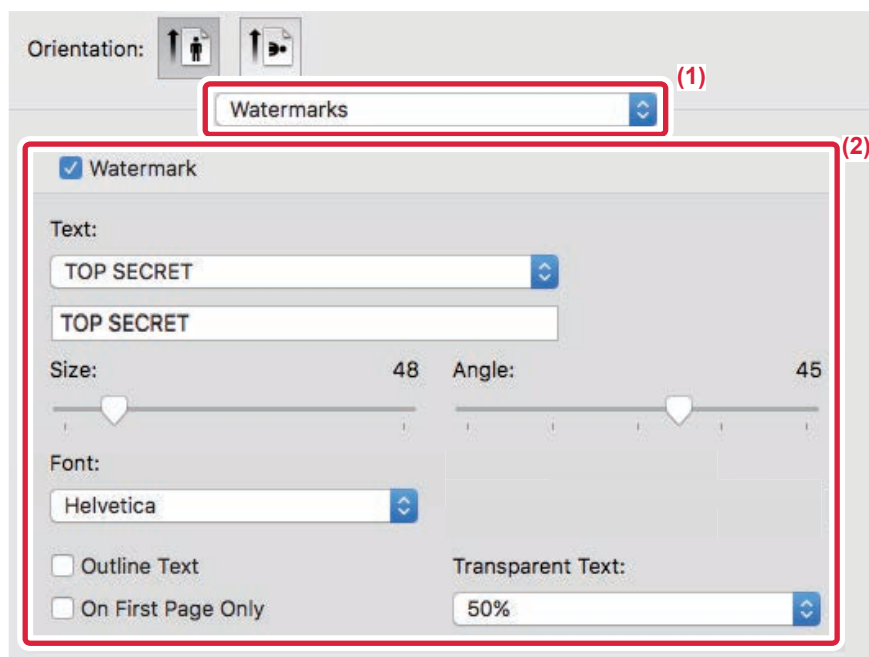 Orientation:
(1)
Watermarks
(2)
Watermark
Text:
TOP SECRET
TOP SECRET
Size: 48 Angle: 45
Font:
Helvetica
Outline Text Transparent Text:
On First Page Only 50%